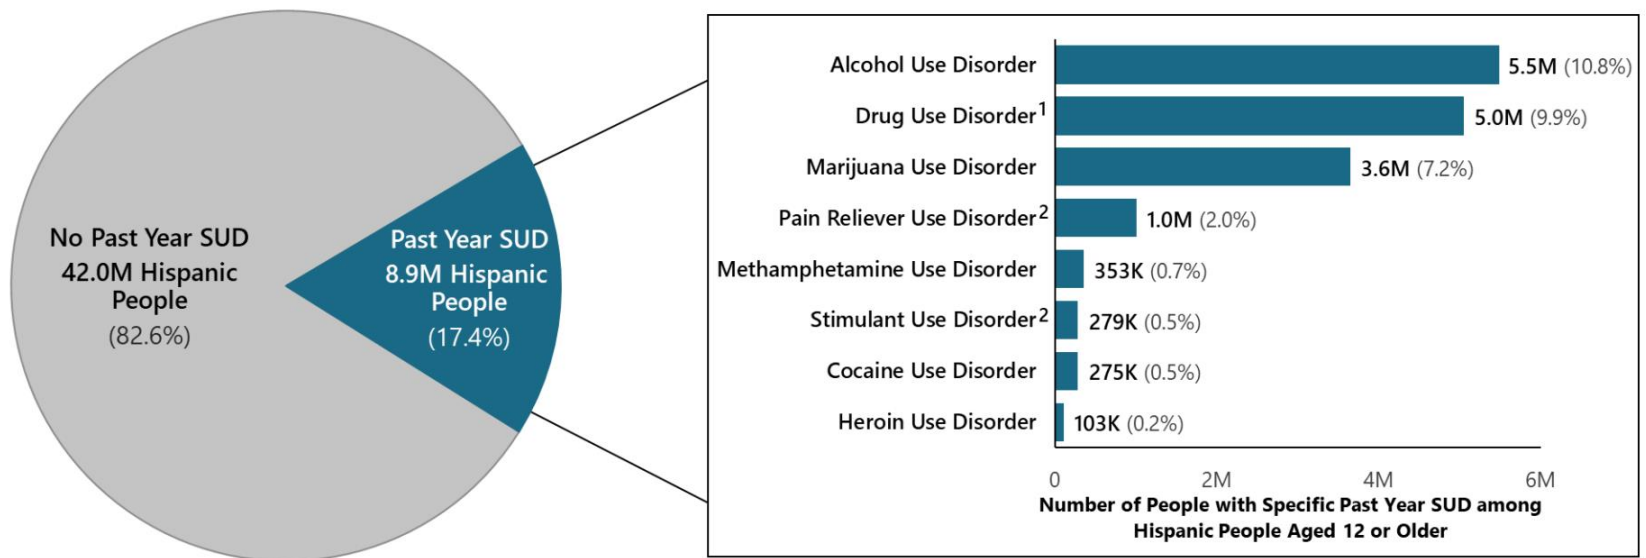 No Past Year SUD
42.0M Hispanic
People
(82.6%)
Past Year SUD
8.9M Hispanic
People
(17.4%)
Alcohol Use Disorder 5.5M (10.8%)
Drug Use Disorder¹ 5.0M (9.9%)
Marijuana Use Disorder 3.6M (7.2%)
Pain Reliever Use Disorder² 1.0M (2.0%)
Methamphetamine Use Disorder 353K (0.7%)
Stimulant Use Disorder² 279K (0.5%)
Cocaine Use Disorder 275K (0.5%)
Heroin Use Disorder 103K (0.2%)
0 2M 4M 6M
Number of People with Specific Past Year SUD among
Hispanic People Aged 12 or Older